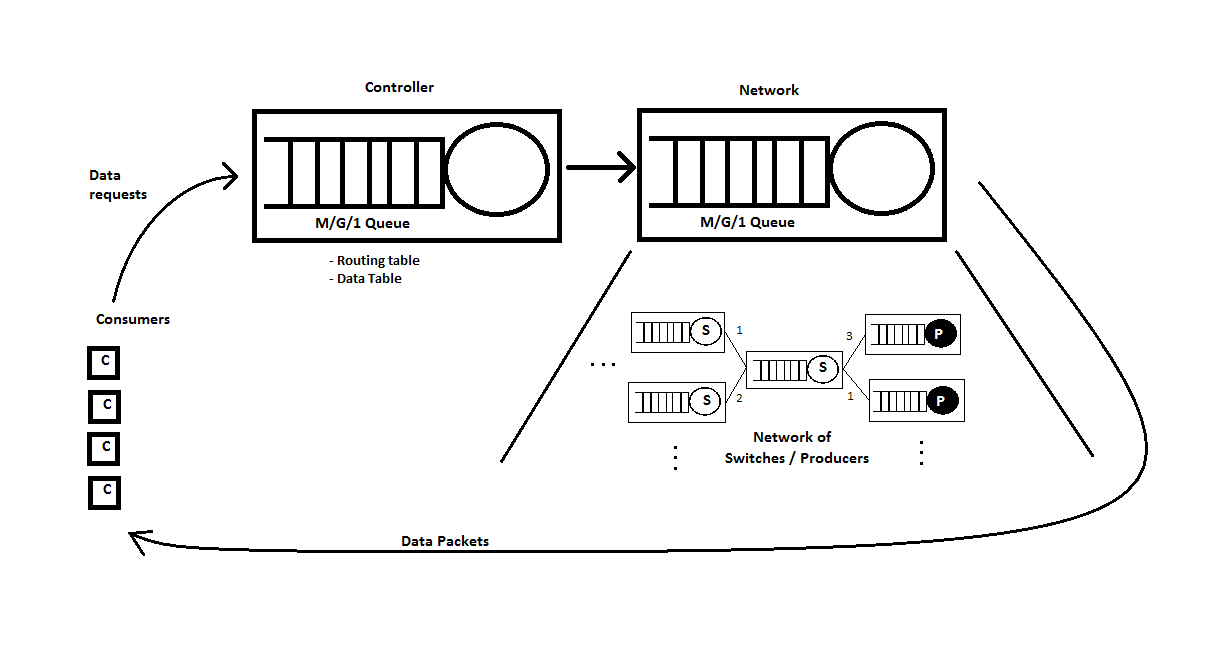 Controller
Network
Data
requests
M/G/1 Queue
M/G/1 Queue
- Routing table
- Data Table
Consumers
C
C
C
C
S
1
S
2
S
3
P
1
P
. . .
Network of
Switches / Producers
Data Packets